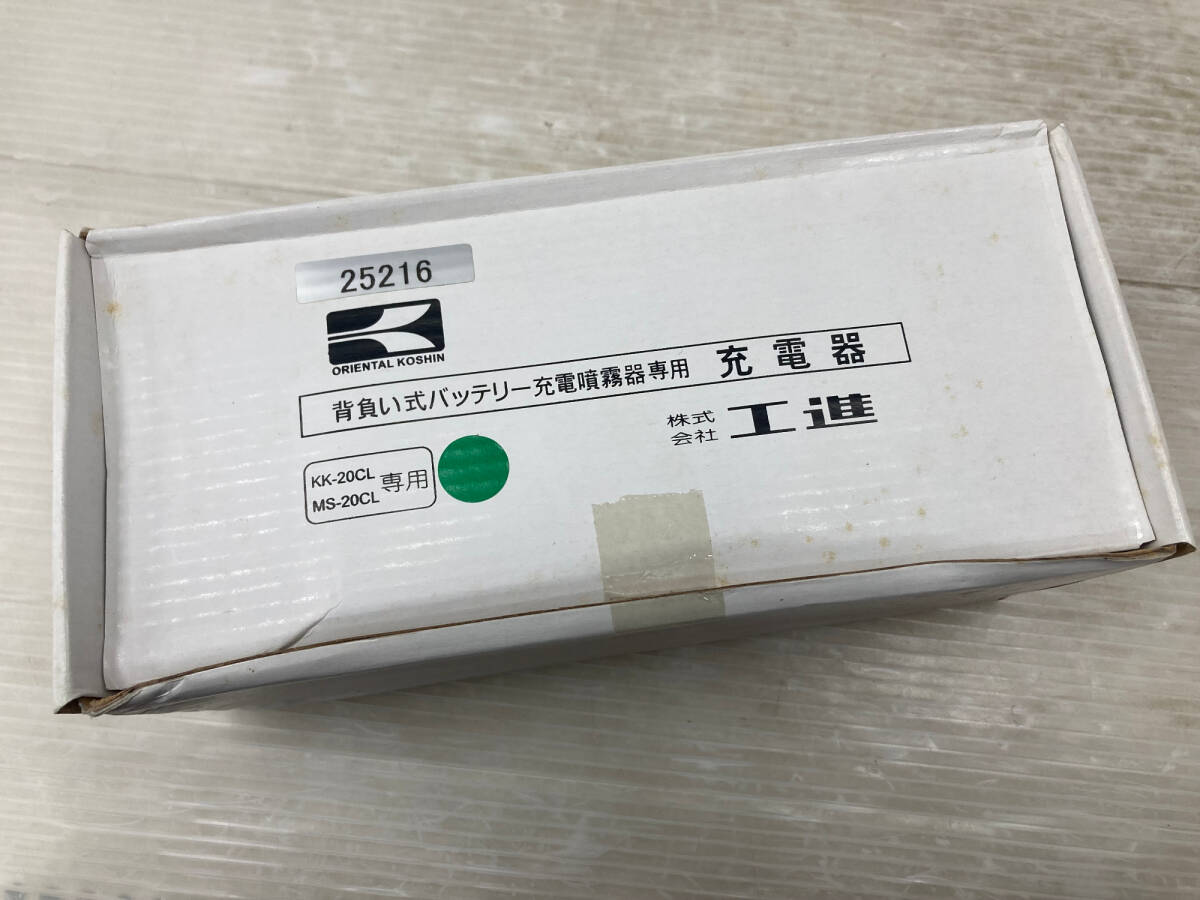 25216
ORIENTAL KOSHIN
背負い式バッテリー充電噴霧器専用 充電器
株式会社 工進
KK-20CL
MS-20CL
専用